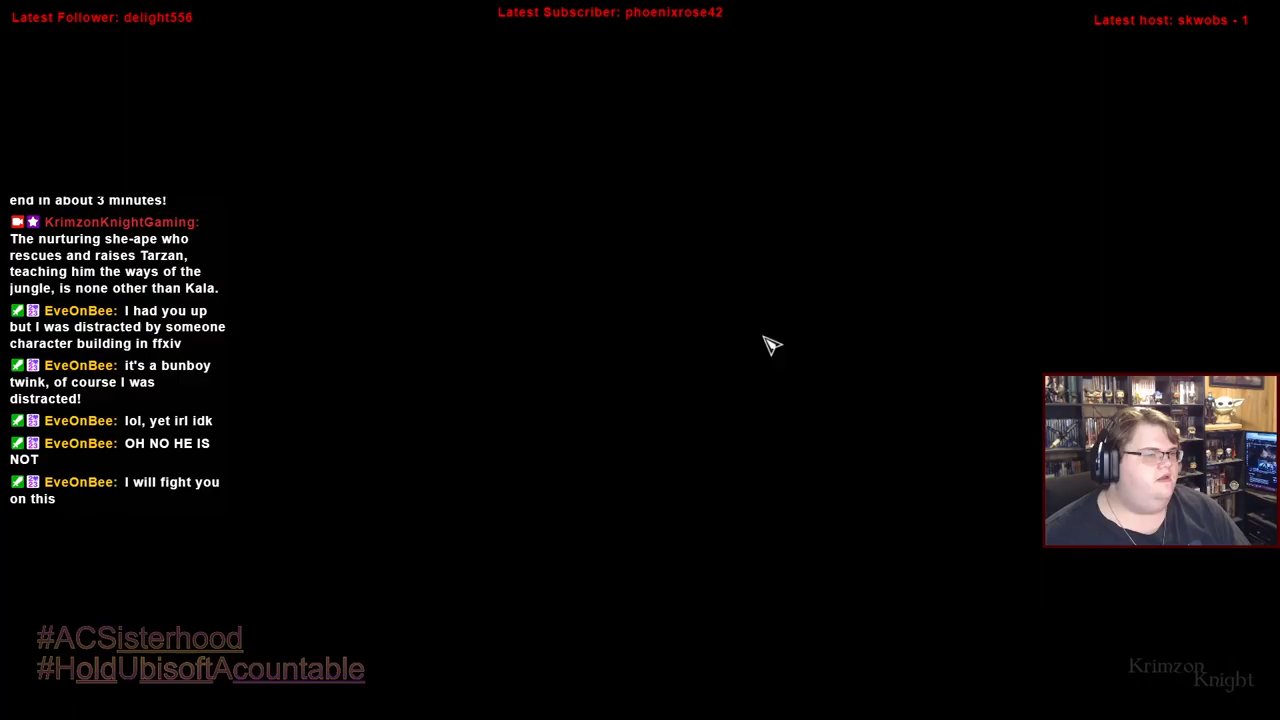 Latest Follower: delight556
Latest Subscriber: phoenixrose42
Latest host: skwobs - 1
end in about 3 minutes!
KrimzonKnightGaming:
The nurturing she-ape who
rescues and raises Tarzan,
teaching him the ways of the
jungle, is none other than Kala.
EveOnBee: I had you up
but I was distracted by someone
character building in ffxiv
EveOnBee: it's a bunboy
twink, of course I was
distracted!
EveOnBee: lol, yet irl idk
EveOnBee: OH NO HE IS
NOT
EveOnBee: I will fight you
on this
#ACSisterhood
#HoldUbisoftAcountable
Krimzon
Knight